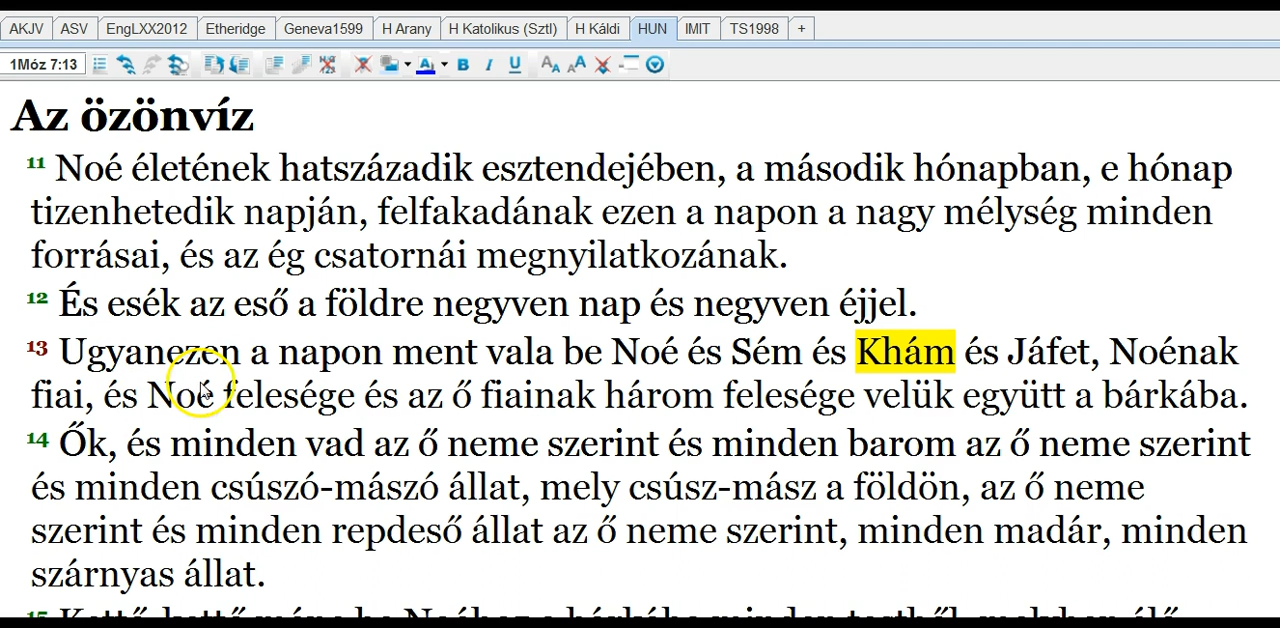 AKJV ASV EngLXX2012 Etheridge Geneva1599 H Arany H Katolikus (Sztl) H Káldi HUN IMIT TS1998 +
1Móz 7:13
Az özönvíz
11 Noé életének hatszázadik esztendejében, a második hónapban, e hónap
tizenhetedik napján, felfakadának ezen a napon a nagy mélység minden
forrásai, és az ég csatornái megnyilatkozának.
12 És esék az eső a földre negyven nap és negyven éjjel.
13 Ugyanezen a napon ment vala be Noé és Sém és Khám és Jáfet, Noénak
fiai, és Noé felesége és az ő fiainak három felesége velük együtt a bárkába.
14 Ők, és minden vad az ő neme szerint és minden barom az ő neme szerint
és minden csúszó-mászó állat, mely csúsz-mász a földön, az ő neme
szerint és minden repdeső állat az ő neme szerint, minden madár, minden
szárnyas állat.